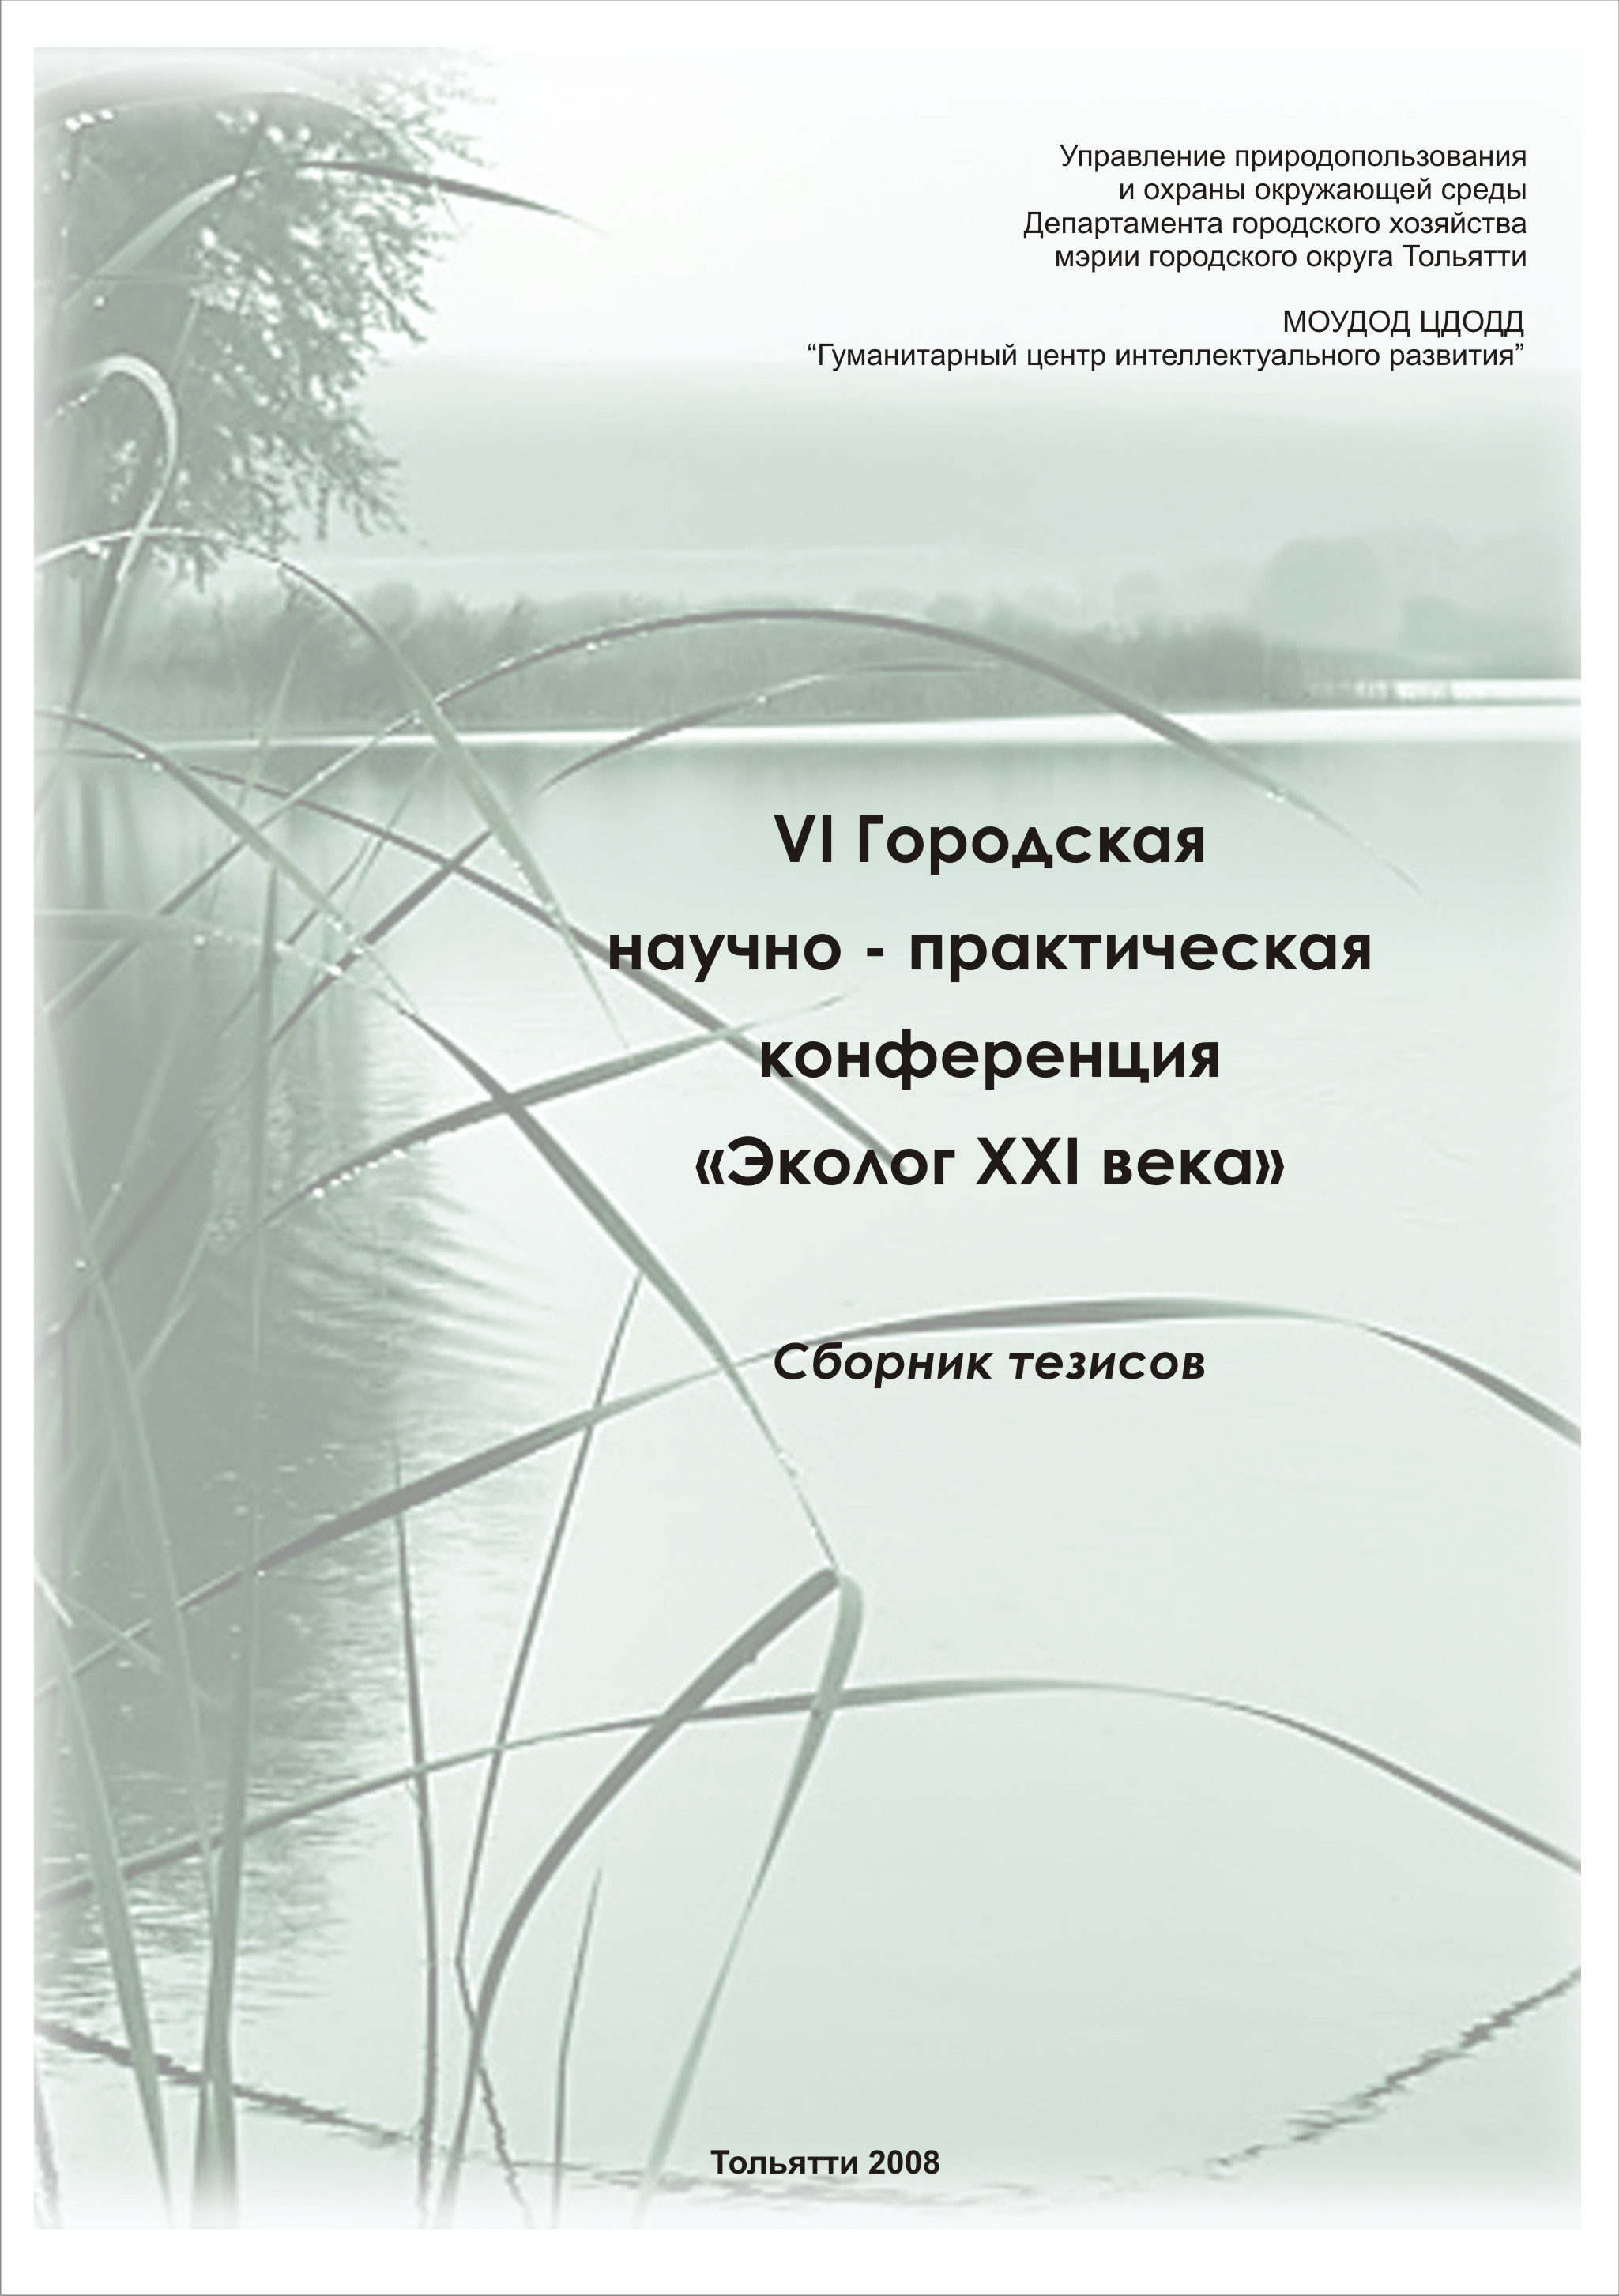 Управление природопользования
и охраны окружающей среды
Департамента городского хозяйства
мэрии городского округа Тольятти
МОУДОД ЦДОДД
“Гуманитарный центр интеллектуального развития”
VI Городская
научно - практическая
конференция
«Эколог XXI века»
Сборник тезисов
Тольятти 2008